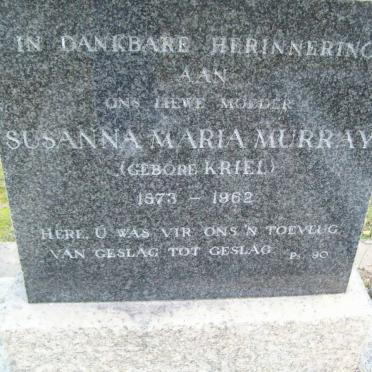 IN DANKBARE HERINNERING
AAN
ONS LIEWE MOEDER
SUSANNA MARIA MURRAY
(GEBORE KRIEL)
1873 – 1962
HERE, U WAS VIR ONS 'N TOEVLUG
VAN GESLAG TOT GESLAG Ps. 90